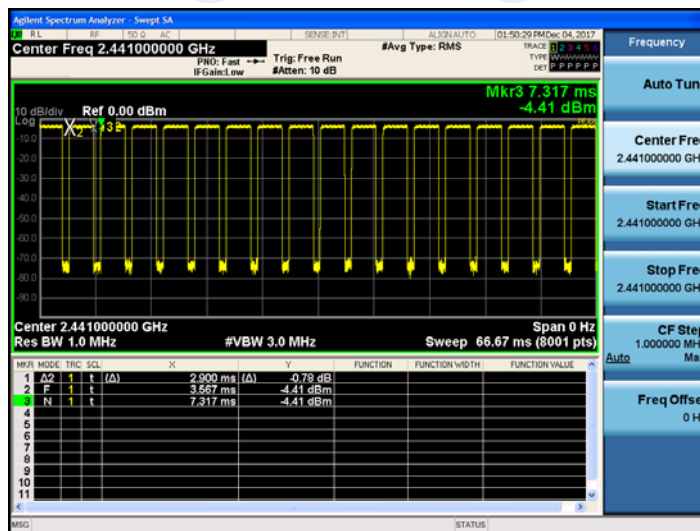 Agilent Spectrum Analyzer - Swept SA
RL RF 50 Ω AC SENSE:INT ALIGNAUTO 01:50:29 PM Dec 04, 2017
Center Freq 2.441000000 GHz #Avg Type: RMS TRACE 1 2 3 4 5 6
PNO: Fast Trig: Free Run TYPE
IFGain:Low #Atten: 10 dB DET P P P P P P
Mkr3 7.317 ms
-4.41 dBm
10 dB/div Ref 0.00 dBm
Log
PEAK
-10.0
-20.0
-30.0
-40.0
-50.0
-60.0
-70.0
-80.0
-90.0
Center 2.441000000 GHz Span 0 Hz
Res BW 1.0 MHz #VBW 3.0 MHz Sweep 66.67 ms (8001 pts)
MKR MODE TRC SCL X Y FUNCTION FUNCTION WIDTH FUNCTION VALUE
1 Δ2 1 t (Δ) 2.900 ms (Δ) -0.78 dB
2 F 1 t 3.567 ms -4.41 dBm
3 N 1 t 7.317 ms -4.41 dBm
4
5
6
7
8
9
10
11
MSG STATUS
Frequency
Auto Tun
Center Fre
2.441000000 GH
Start Fre
2.441000000 GH
Stop Fre
2.441000000 GH
CF Ste
1.000000 MH
Auto Ma
Freq Offse
0 H